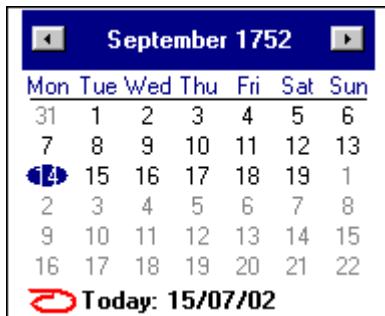 September 1752
Mon Tue Wed Thu Fri Sat Sun
31 1 2 3 4 5 6
7 8 9 10 11 12 13
14 15 16 17 18 19 1
2 3 4 5 6 7 8
9 10 11 12 13 14 15
16 17 18 19 20 21 22
Today: 15/07/02